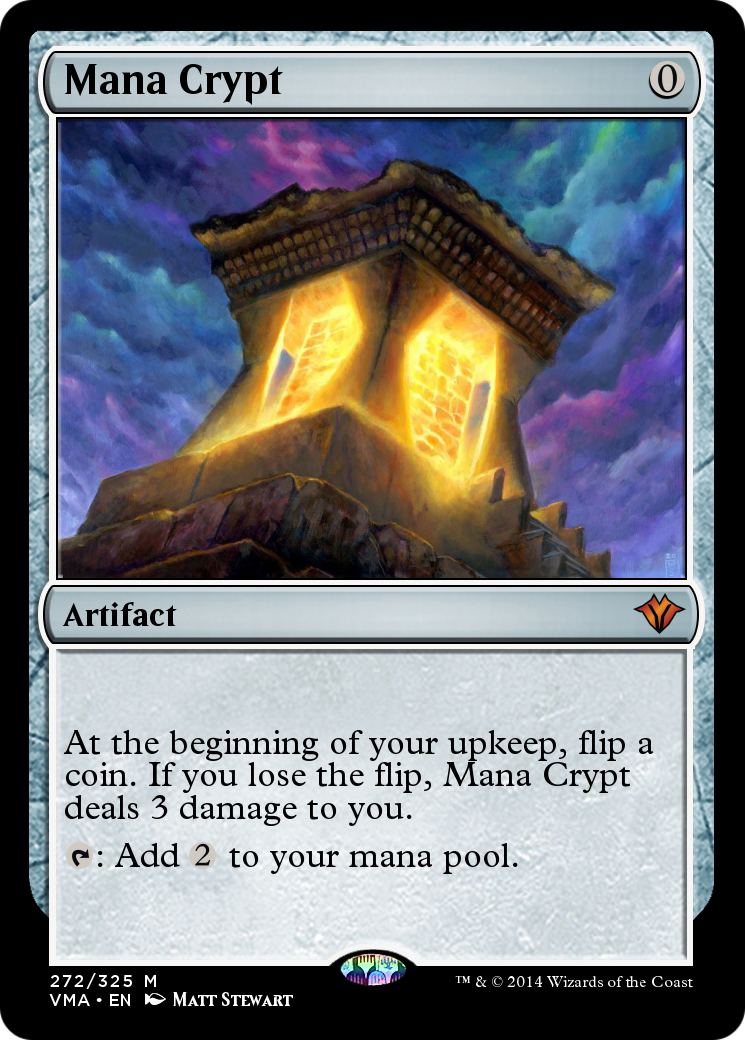 Mana Crypt 0
Artifact
At the beginning of your upkeep, flip a
coin. If you lose the flip, Mana Crypt
deals 3 damage to you.
: Add 2 to your mana pool.
272/325 M
VMA • EN Matt Stewart
™ & © 2014 Wizards of the Coast